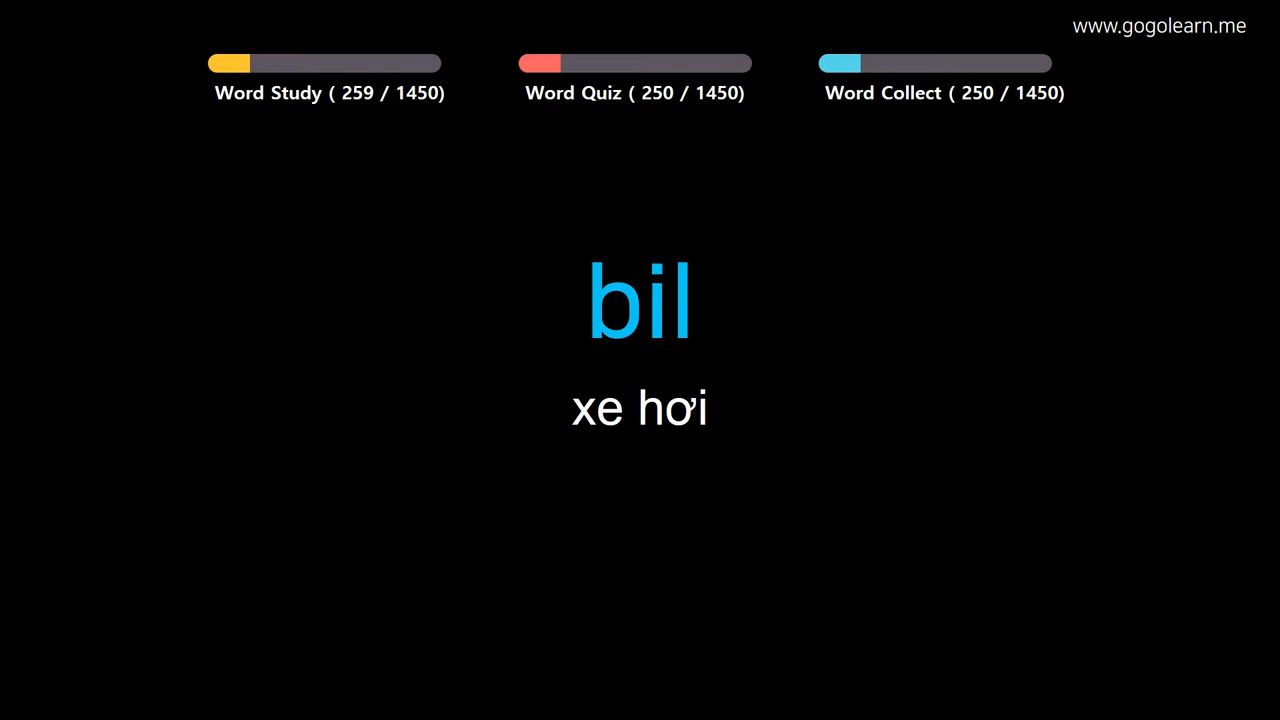 www.gogolearn.me
Word Study ( 259 / 1450)
Word Quiz ( 250 / 1450)
Word Collect ( 250 / 1450)
bil
xe hơi